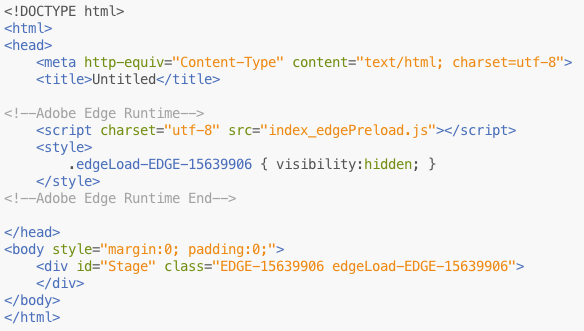 <!DOCTYPE html>
<html>
<head>
    <meta http-equiv="Content-Type" content="text/html; charset=utf-8">
    <title>Untitled</title>

<!--Adobe Edge Runtime-->
    <script charset="utf-8" src="index_edgePreload.js"></script>
    <style>
        .edgeLoad-EDGE-15639906 { visibility:hidden; }
    </style>
<!--Adobe Edge Runtime End-->

</head>
<body style="margin:0; padding:0;">
    <div id="Stage" class="EDGE-15639906 edgeLoad-EDGE-15639906">
    </div>
</body>
</html>